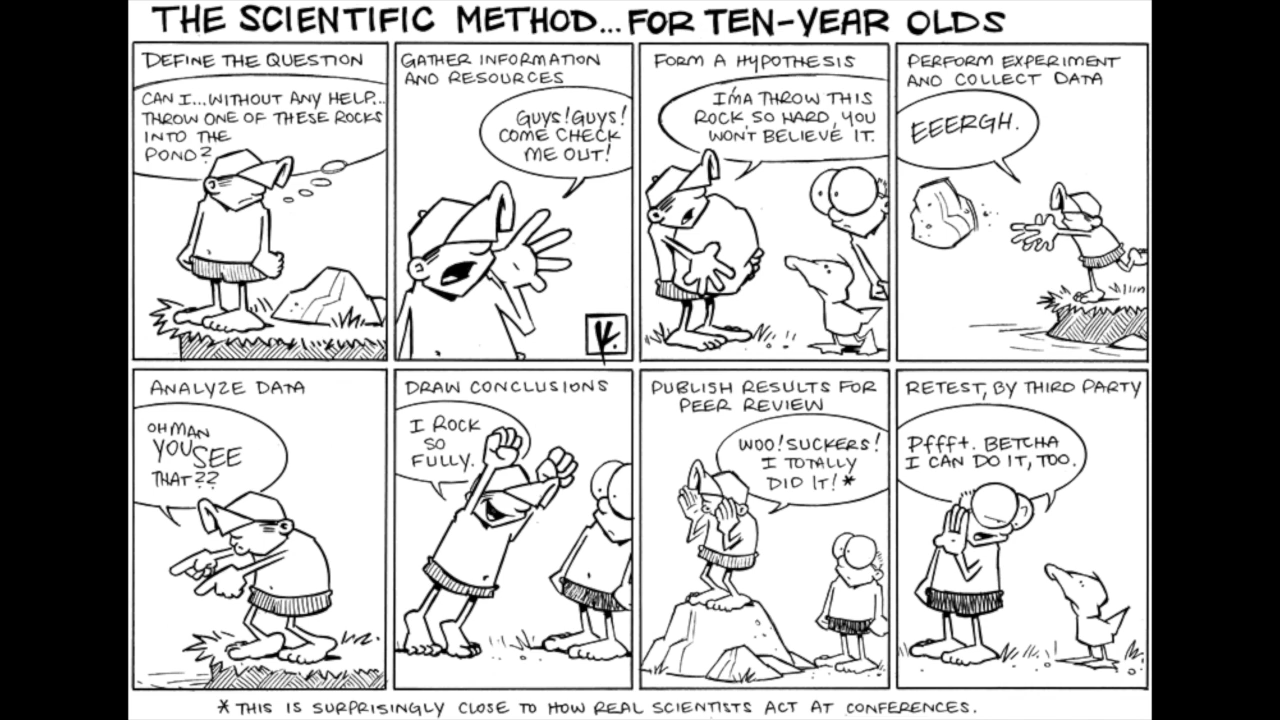 THE SCIENTIFIC METHOD...FOR TEN-YEAR OLDS
DEFINE THE QUESTION
CAN I...WITHOUT ANY HELP...
THROW ONE OF THESE ROCKS
INTO THE
POND?
GATHER INFORMATION
AND RESOURCES
GUYS! GUYS!
COME CHECK
ME OUT!
FORM A HYPOTHESIS
I'MA THROW THIS
ROCK SO HARD, YOU
WON'T BELIEVE IT.
PERFORM EXPERIMENT
AND COLLECT DATA
EEERGH.
ANALYZE DATA
OH MAN
YOU SEE
THAT??
DRAW CONCLUSIONS
I ROCK
SO
FULLY.
PUBLISH RESULTS FOR
PEER REVIEW
WOO! SUCKERS!
I TOTALLY
DID IT!*
RETEST, BY THIRD PARTY
Pffft. BETCHA
I CAN DO IT, TOO.
* THIS IS SURPRISINGLY CLOSE TO HOW REAL SCIENTISTS ACT AT CONFERENCES.